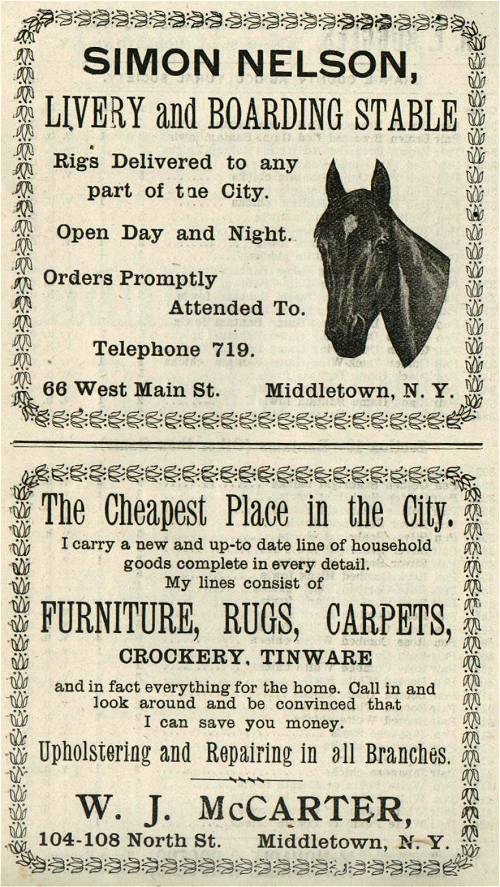 SIMON NELSON,
LIVERY and BOARDING STABLE
Rigs Delivered to any
part of tne City.
Open Day and Night.
Orders Promptly
Attended To.
Telephone 719.
66 West Main St. Middletown, N. Y.
The Cheapest Place in the City.
I carry a new and up-to date line of household
goods complete in every detail.
My lines consist of
FURNITURE, RUGS, CARPETS,
CROCKERY. TINWARE
and in fact everything for the home. Call in and
look around and be convinced that
I can save you money.
Upholstering and Repairing in all Branches.
W. J. McCARTER,
104-108 North St. Middletown, N. Y.